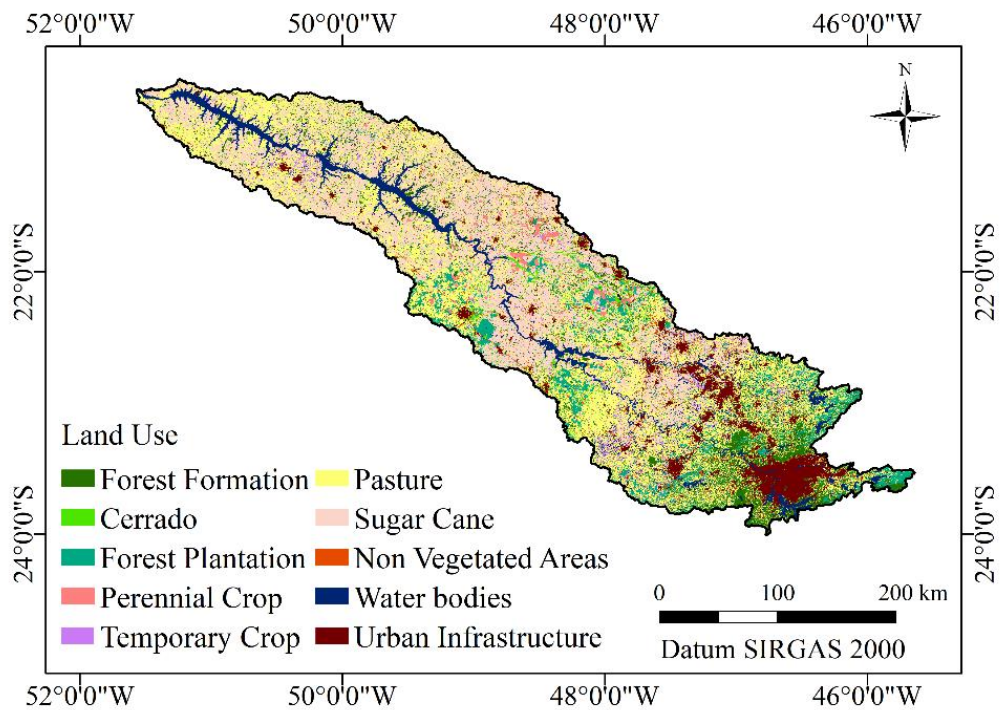 52°0'0"W 50°0'0"W 48°0'0"W 46°0'0"W
N
22°0'0"S 22°0'0"S
24°0'0"S 24°0'0"S
Land Use
Forest Formation Pasture
Cerrado Sugar Cane
Forest Plantation Non Vegetated Areas
Perennial Crop Water bodies
Temporary Crop Urban Infrastructure
0 100 200 km
Datum SIRGAS 2000
52°0'0"W 50°0'0"W 48°0'0"W 46°0'0"W